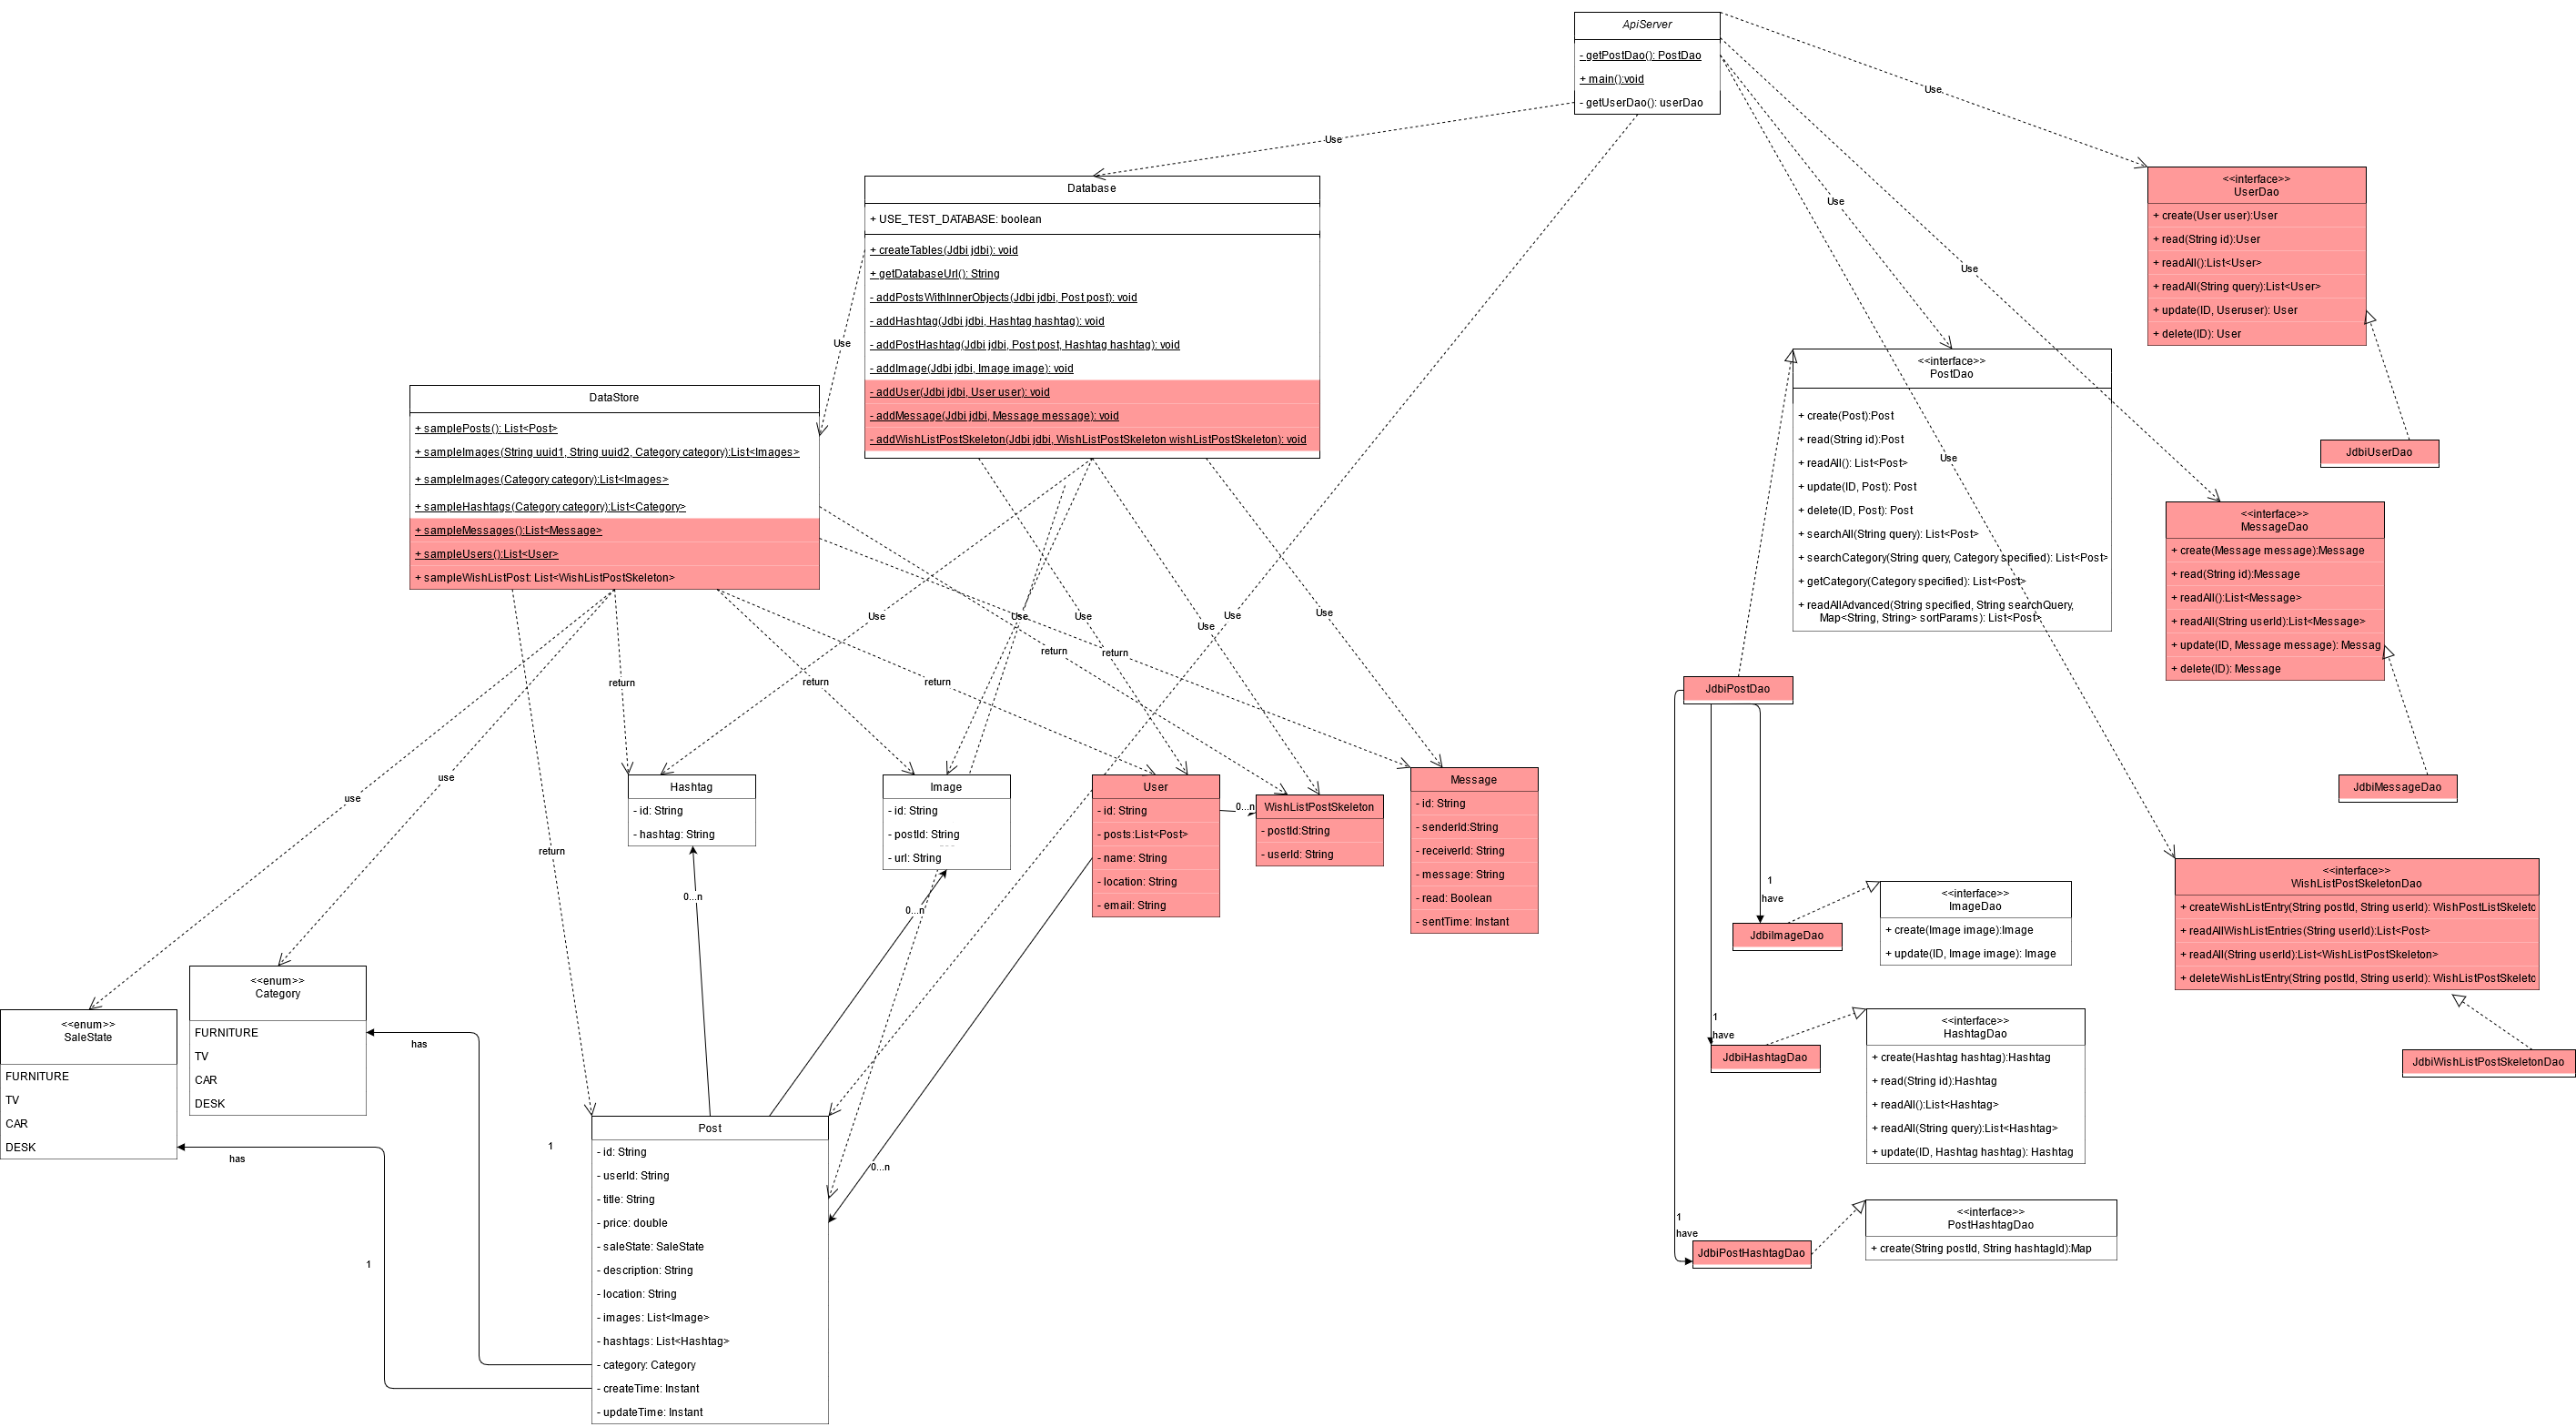 ApiServer
- getPostDao(): PostDao
+ main():void
- getUserDao(): userDao
Use
Use
Use
Use
Use
Use
Use
Database
+ USE_TEST_DATABASE: boolean
+ createTables(Jdbi jdbi): void
+ getDatabaseUrl(): String
- addPostsWithInnerObjects(Jdbi jdbi, Post post): void
- addHashtag(Jdbi jdbi, Hashtag hashtag): void
- addPostHashtag(Jdbi jdbi, Post post, Hashtag hashtag): void
- addImage(Jdbi jdbi, Image image): void
- addUser(Jdbi jdbi, User user): void
- addMessage(Jdbi jdbi, Message message): void
- addWishListPostSkeleton(Jdbi jdbi, WishListPostSkeleton wishListPostSkeleton): void
<<interface>>
UserDao
+ create(User user):User
+ read(String id):User
+ readAll():List<User>
+ readAll(String query):List<User>
+ update(ID, Useruser): User
+ delete(ID): User
JdbiUserDao
<<interface>>
PostDao
+ create(Post):Post
+ read(String id):Post
+ readAll(): List<Post>
+ update(ID, Post): Post
+ delete(ID, Post): Post
+ searchAll(String query): List<Post>
+ searchCategory(String query, Category specified): List<Post>
+ getCategory(Category specified): List<Post>
+ readAllAdvanced(String specified, String searchQuery,
Map<String, String> sortParams): List<Post>
DataStore
+ samplePosts(): List<Post>
+ sampleImages(String uuid1, String uuid2, Category category):List<Images>
+ sampleImages(Category category):List<Images>
+ sampleHashtags(Category category):List<Category>
+ sampleMessages():List<Message>
+ sampleUsers():List<User>
+ sampleWishListPost: List<WishListPostSkeleton>
<<interface>>
MessageDao
+ create(Message message):Message
+ read(String id):Message
+ readAll():List<Message>
+ readAll(String userId):List<Message>
+ update(ID, Message message): Messag
+ delete(ID): Message
JdbiMessageDao
Use
Use
Use
Use
Use
return
return
return
return
return
return
use
use
JdbiPostDao
Hashtag
- id: String
- hashtag: String
Image
- id: String
- postId: String
- url: String
User
- id: String
- posts:List<Post>
- name: String
- location: String
- email: String
0...n
WishListPostSkeleton
- postId:String
- userId: String
Message
- id: String
- senderId:String
- receiverId: String
- message: String
- read: Boolean
- sentTime: Instant
0...n
0...n
0...n
1
have
JdbiImageDao
<<interface>>
ImageDao
+ create(Image image):Image
+ update(ID, Image image): Image
<<interface>>
WishListPostSkeletonDao
+ createWishListEntry(String postId, String userId): WishPostListSkeletc
+ readAllWishListEntries(String userId):List<Post>
+ readAll(String userId):List<WishListPostSkeleton>
+ deleteWishListEntry(String postId, String userId): WishListPostSkeletc
JdbiWishListPostSkeletonDao
1
have
JdbiHashtagDao
<<interface>>
HashtagDao
+ create(Hashtag hashtag):Hashtag
+ read(String id):Hashtag
+ readAll():List<Hashtag>
+ readAll(String query):List<Hashtag>
+ update(ID, Hashtag hashtag): Hashtag
1
have
JdbiPostHashtagDao
<<interface>>
PostHashtagDao
+ create(String postId, String hashtagId):Map
<<enum>>
Category
FURNITURE
TV
CAR
DESK
has
<<enum>>
SaleState
FURNITURE
TV
CAR
DESK
has
1
1
Post
- id: String
- userId: String
- title: String
- price: double
- saleState: SaleState
- description: String
- location: String
- images: List<Image>
- hashtags: List<Hashtag>
- category: Category
- createTime: Instant
- updateTime: Instant